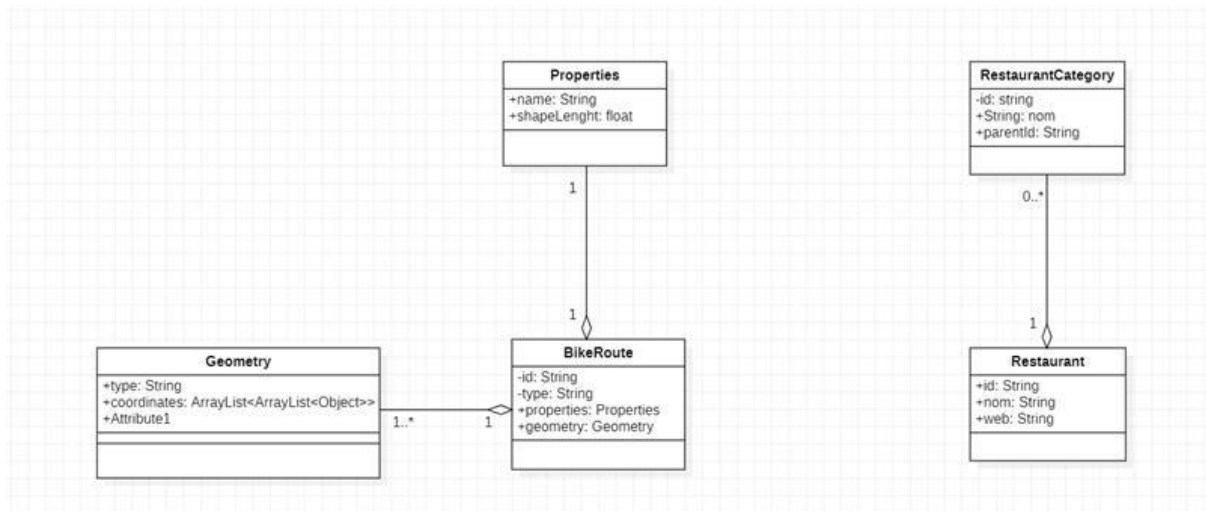 Properties
+name: String
+shapeLenght: float
1
1
RestaurantCategory
-id: string
+String: nom
+parentId: String
0..*
1
Geometry
+type: String
+coordinates: ArrayList<ArrayList<Object>>
+Attribute1
1..*
1
BikeRoute
-id: String
-type: String
+properties: Properties
+geometry: Geometry
Restaurant
+id: String
+nom: String
+web: String